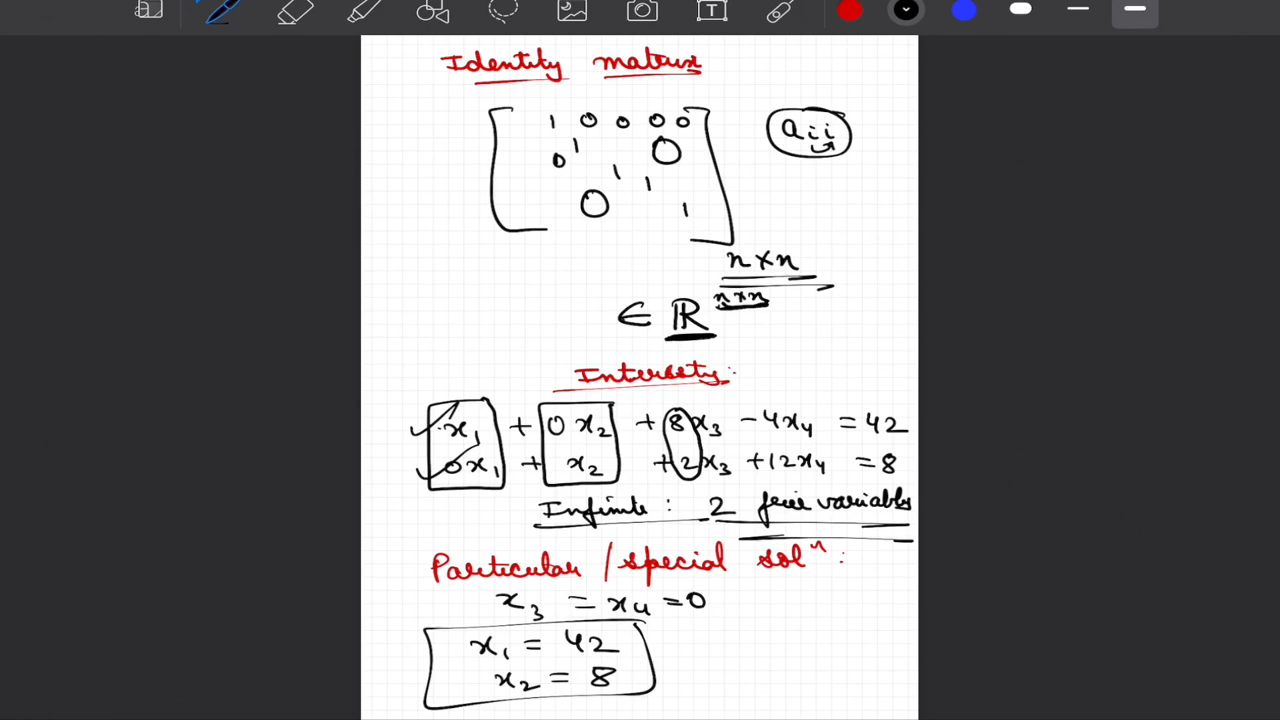 Identity matrix
1 0 0 0 0
0 1 0
1
1
0 1
aii
n×n
∈ ℝ n×n
x₁ + 0x₂ + 8x₃ - 4x₄ = 42
0x₁ + x₂ + 2x₃ + 12x₄ = 8
Infinite : 2 free variables
Particular / special solⁿ :
x₃ = x₄ = 0
x₁ = 42
x₂ = 8